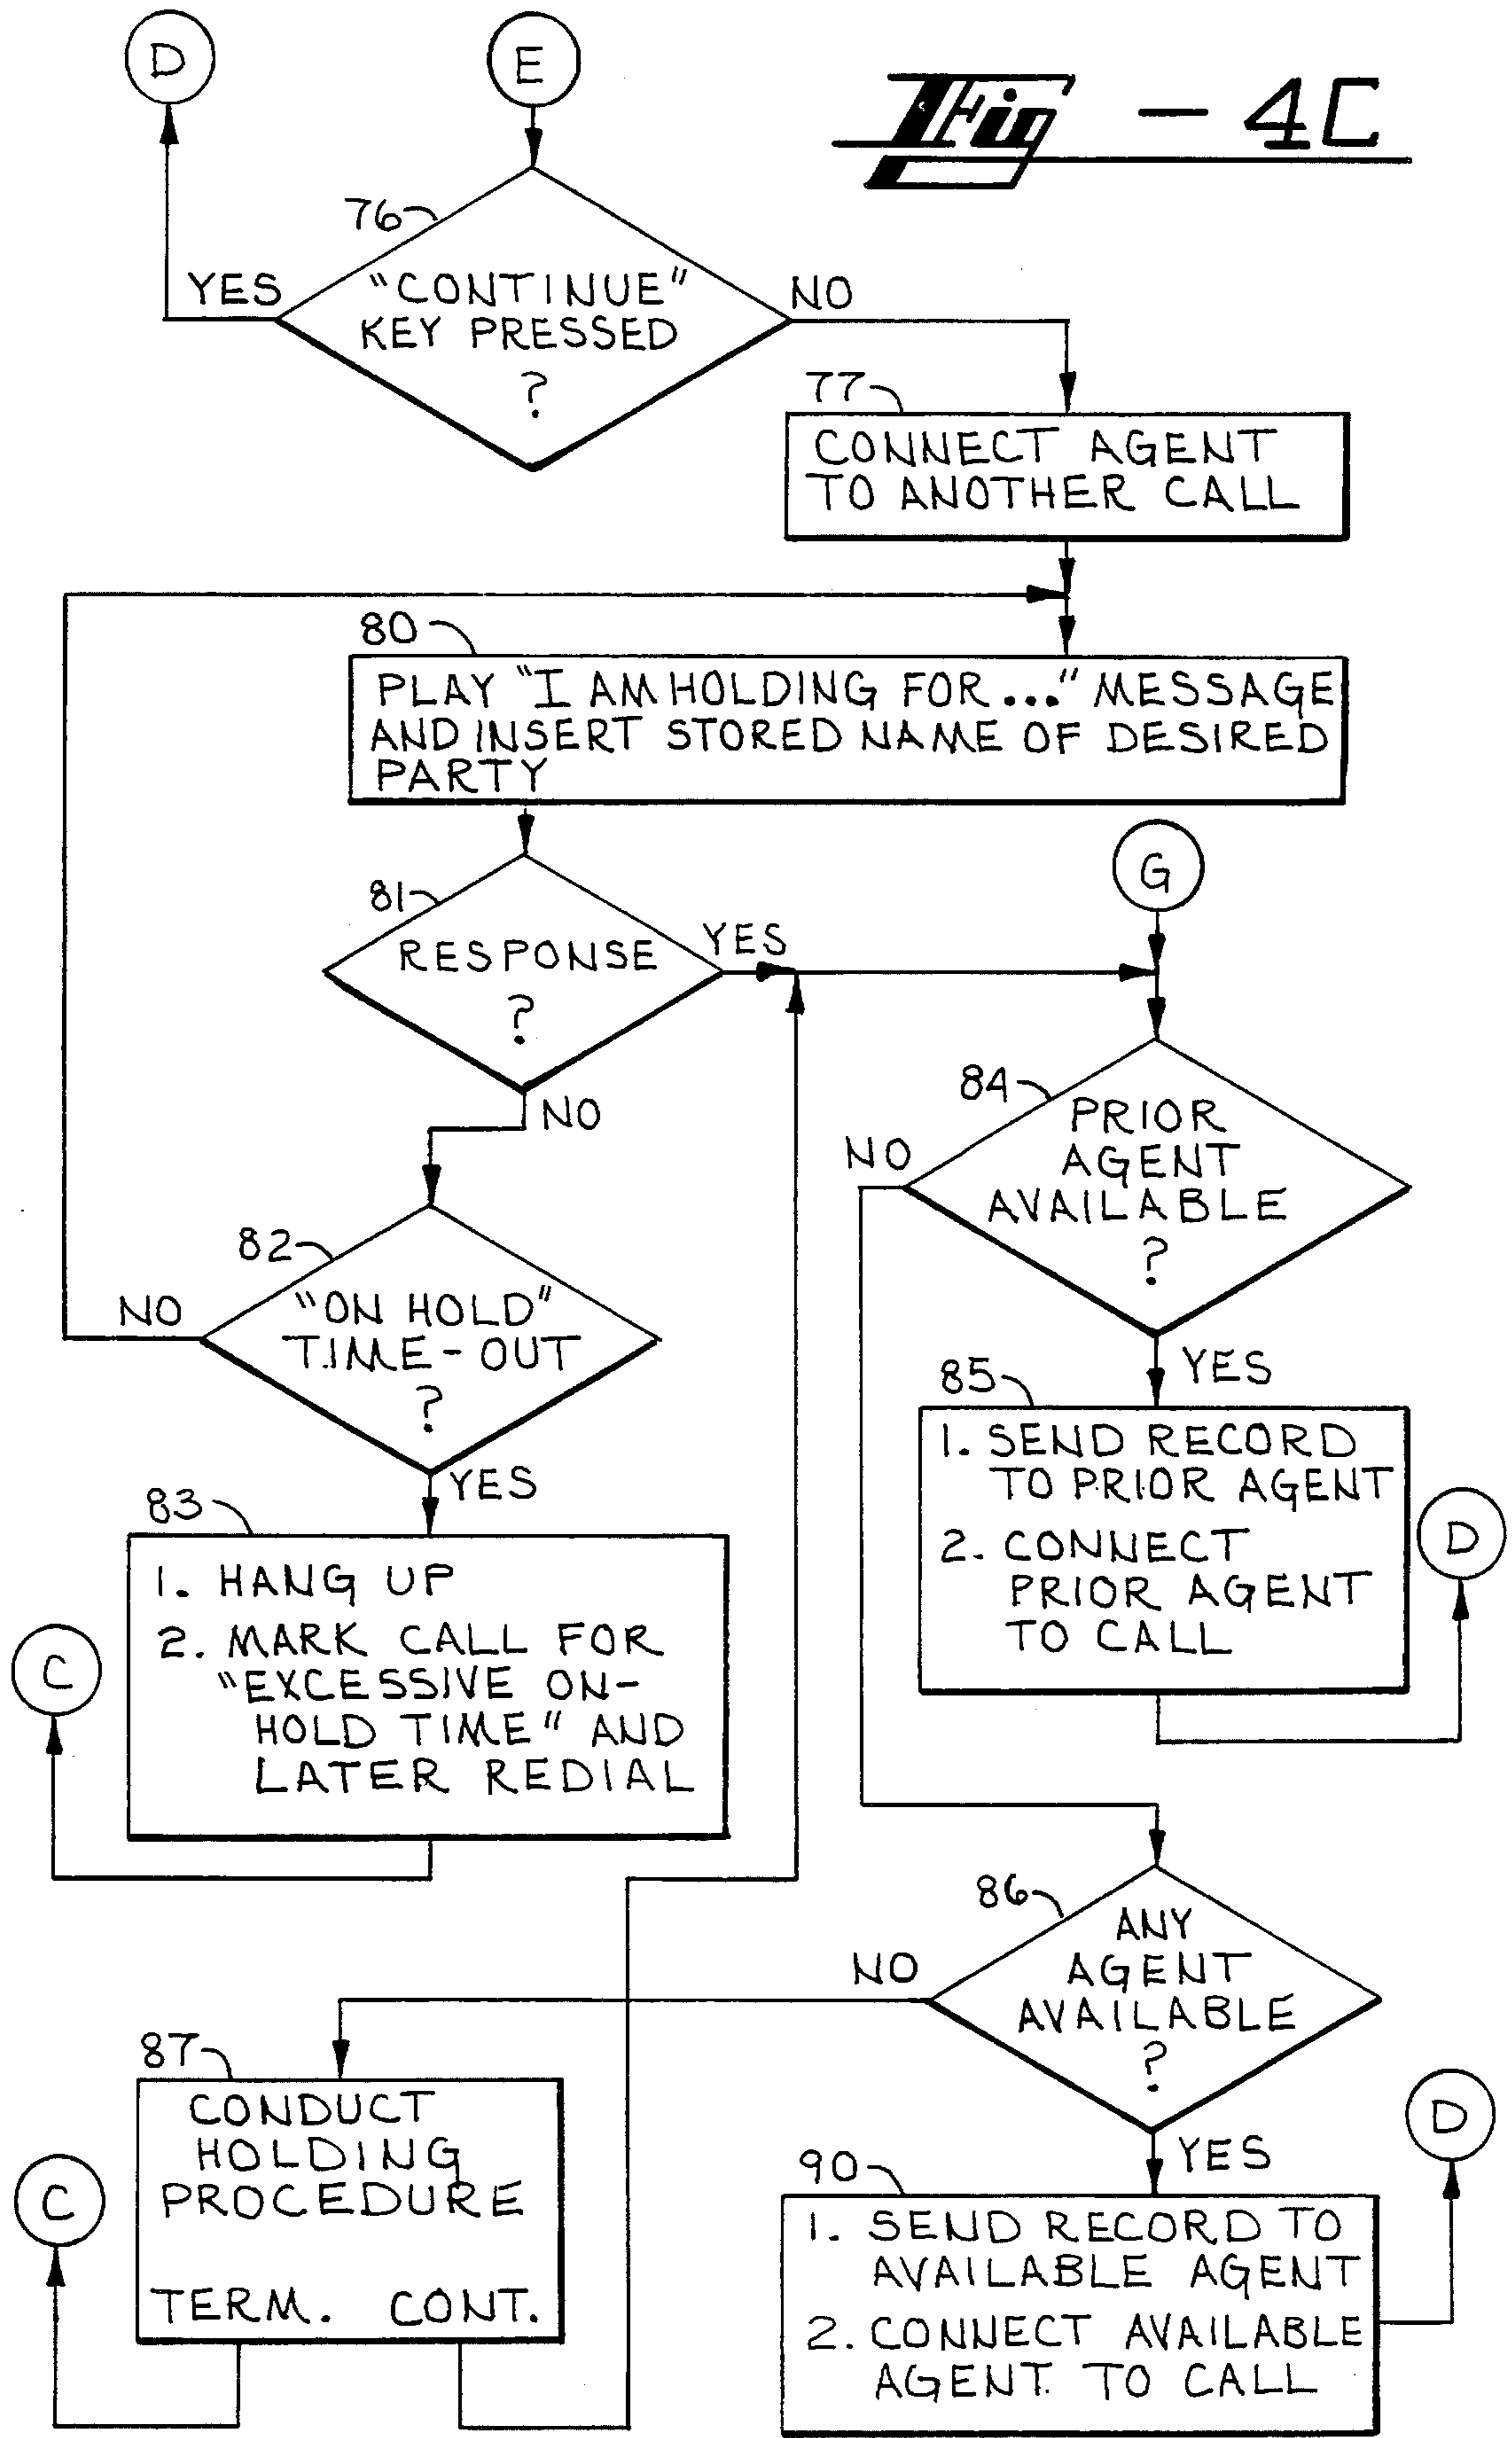 D
E
Fig - 4C
76
YES
"CONTINUE"
KEY PRESSED
?
NO
77
CONNECT AGENT
TO ANOTHER CALL
80
PLAY "I AM HOLDING FOR..." MESSAGE
AND INSERT STORED NAME OF DESIRED
PARTY
G
81
RESPONSE
?
YES
NO
84
PRIOR
AGENT
AVAILABLE
?
NO
YES
82
"ON HOLD"
TIME-OUT
?
NO
YES
85
1. SEND RECORD
TO PRIOR AGENT
2. CONNECT
PRIOR AGENT
TO CALL
D
83
1. HANG UP
2. MARK CALL FOR
"EXCESSIVE ON-
HOLD TIME" AND
LATER REDIAL
C
86
ANY
AGENT
AVAILABLE
?
NO
YES
87
CONDUCT
HOLDING
PROCEDURE
TERM. CONT.
C
D
90
1. SEND RECORD TO
AVAILABLE AGENT
2. CONNECT AVAILABLE
AGENT TO CALL